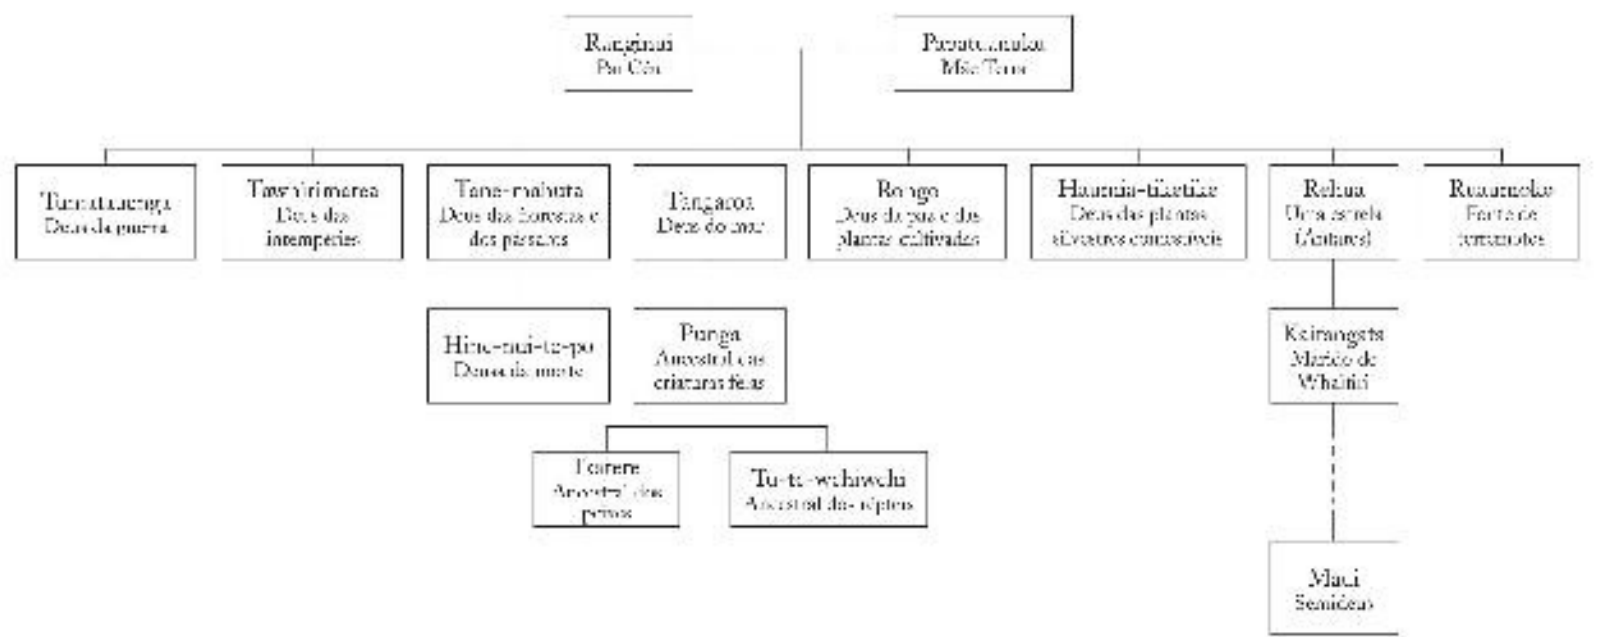 Ranginui
Pai Céu
Papatuanuku
Mãe Terra
Tumatauenga
Deus da guerra
Tawhirimatea
Deus das
intempéries
Tane-mahuta
Deus das florestas e
dos pássaros
Tangaroa
Deus do mar
Rongo
Deus da paz e das
plantas cultivadas
Haumia-tiketike
Deus das plantas
silvestres comestíveis
Rehua
Uma estrela
(Antares)
Ruaumoko
Fonte de
terremotos
Hine-nui-te-po
Deusa da morte
Punga
Ancestral das
criaturas feias
Marido de
Whaitiri
Ancestral dos
peixes
Tu-te-wehiwehi
Ancestral dos répteis
Maui
Semideus